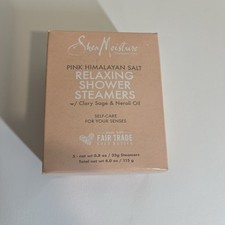 SheaMoisture
PINK HIMALAYAN SALT
RELAXING
SHOWER
STEAMERS
w/ Clary Sage & Neroli Oil
SELF-CARE
FOR YOUR SENSES
FAIR TRADE